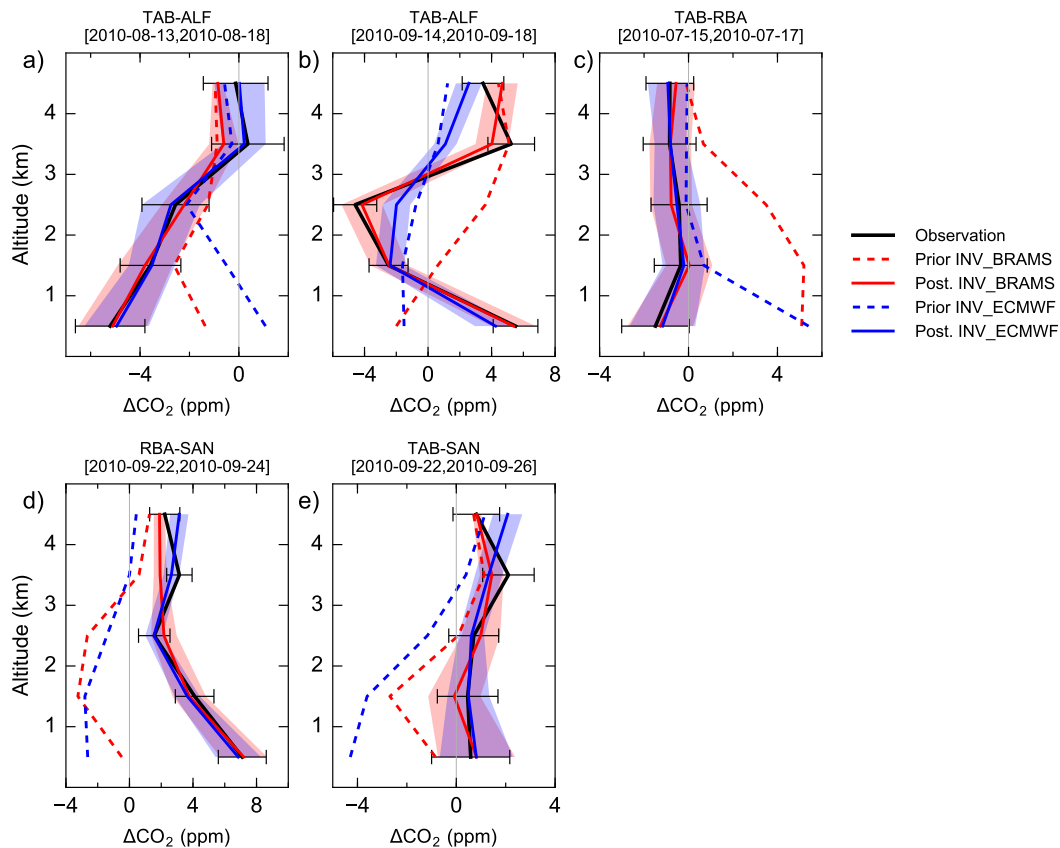 TAB-ALF
[2010-08-13,2010-08-18]
TAB-ALF
[2010-09-14,2010-09-18]
TAB-RBA
[2010-07-15,2010-07-17]
a)
b)
c)
4
3
2
1
Altitude (km)
−4
0
−4
0
4
8
−4
0
4
ΔCO₂ (ppm)
ΔCO₂ (ppm)
ΔCO₂ (ppm)
Observation
Prior INV_BRAMS
Post. INV_BRAMS
Prior INV_ECMWF
Post. INV_ECMWF
RBA-SAN
[2010-09-22,2010-09-24]
TAB-SAN
[2010-09-22,2010-09-26]
d)
e)
4
3
2
1
Altitude (km)
−4
0
4
8
−4
0
4
ΔCO₂ (ppm)
ΔCO₂ (ppm)